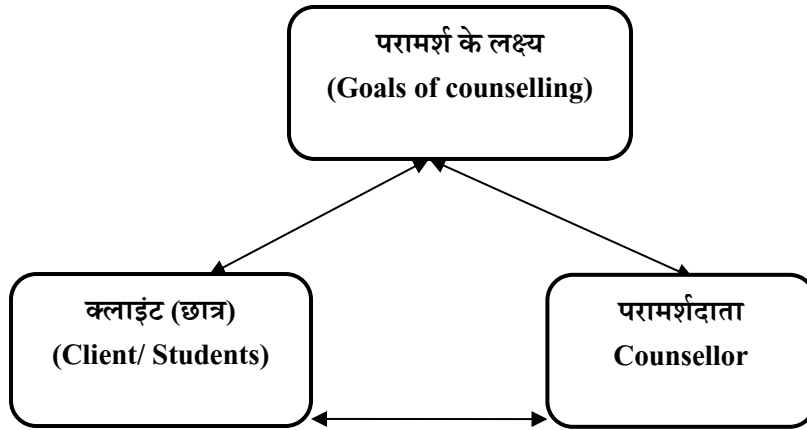 परामर्श के लक्ष्य
(Goals of counselling)
क्लाइंट (छात्र)
(Client/ Students)
परामर्शदाता
Counsellor